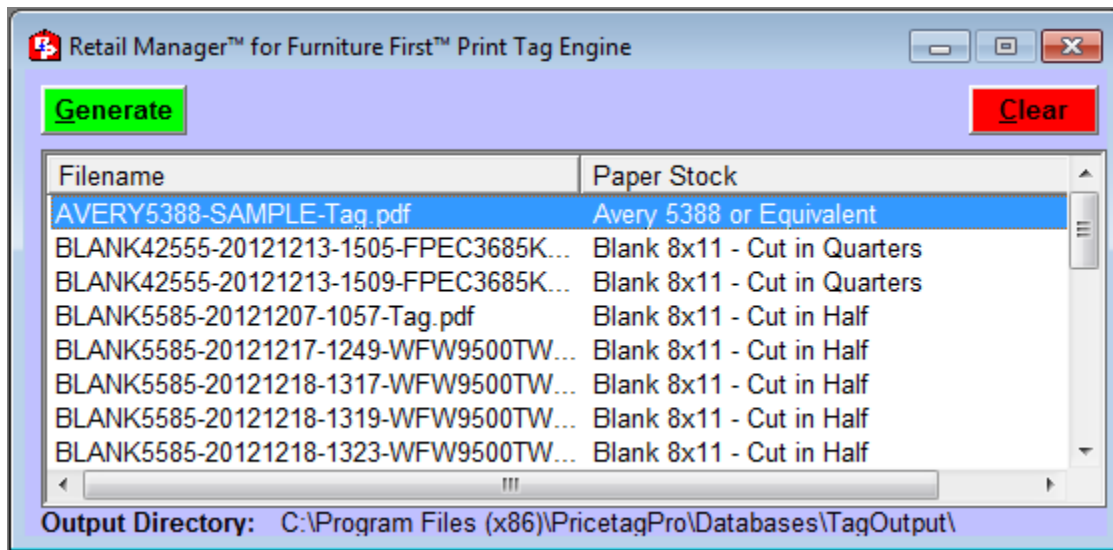 Retail Manager™ for Furniture First™ Print Tag Engine
Generate Clear
Filename Paper Stock
AVERY5388-SAMPLE-Tag.pdf Avery 5388 or Equivalent
BLANK42555-20121213-1505-FPEC3685K... Blank 8x11 - Cut in Quarters
BLANK42555-20121213-1509-FPEC3685K... Blank 8x11 - Cut in Quarters
BLANK5585-20121207-1057-Tag.pdf Blank 8x11 - Cut in Half
BLANK5585-20121217-1249-WFW9500TW... Blank 8x11 - Cut in Half
BLANK5585-20121218-1317-WFW9500TW... Blank 8x11 - Cut in Half
BLANK5585-20121218-1319-WFW9500TW... Blank 8x11 - Cut in Half
BLANK5585-20121218-1323-WFW9500TW... Blank 8x11 - Cut in Half
Output Directory: C:\Program Files (x86)\PricetagPro\Databases\TagOutput\